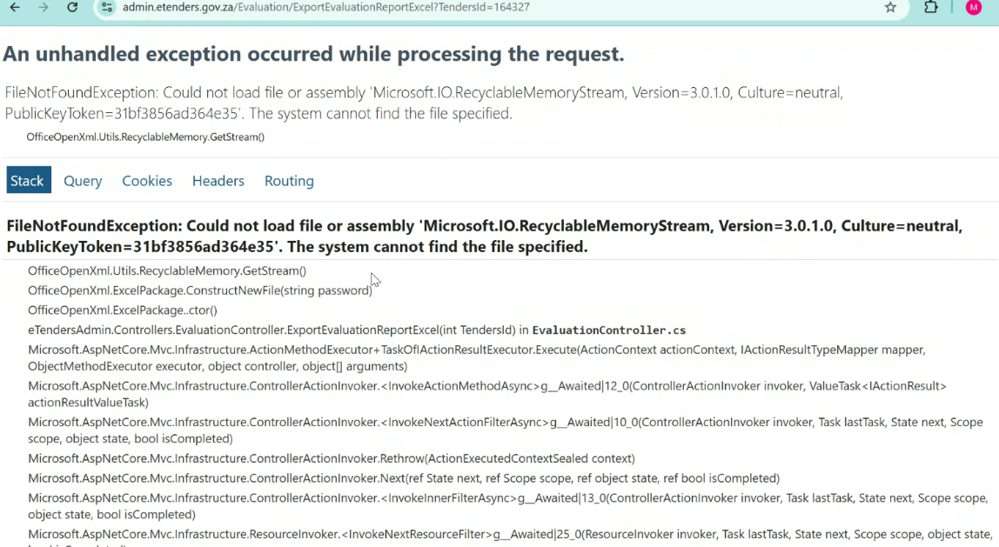 admin.etenders.gov.za/Evaluation/ExportEvaluationReportExcel?TendersId=164327
M
An unhandled exception occurred while processing the request.
FileNotFoundException: Could not load file or assembly 'Microsoft.IO.RecyclableMemoryStream, Version=3.0.1.0, Culture=neutral,
PublicKeyToken=31bf3856ad364e35'. The system cannot find the file specified.
OfficeOpenXml.Utils.RecyclableMemory.GetStream()
Stack Query Cookies Headers Routing
FileNotFoundException: Could not load file or assembly 'Microsoft.IO.RecyclableMemoryStream, Version=3.0.1.0, Culture=neutral,
PublicKeyToken=31bf3856ad364e35'. The system cannot find the file specified.
OfficeOpenXml.Utils.RecyclableMemory.GetStream()
OfficeOpenXml.ExcelPackage.ConstructNewFile(string password)
OfficeOpenXml.ExcelPackage..ctor()
eTendersAdmin.Controllers.EvaluationController.ExportEvaluationReportExcel(int TendersId) in EvaluationController.cs
Microsoft.AspNetCore.Mvc.Infrastructure.ActionMethodExecutor+TaskOfIActionResultExecutor.Execute(ActionContext actionContext, IActionResultTypeMapper mapper,
ObjectMethodExecutor executor, object controller, object[] arguments)
Microsoft.AspNetCore.Mvc.Infrastructure.ControllerActionInvoker.<InvokeActionMethodAsync>g__Awaited|12_0(ControllerActionInvoker invoker, ValueTask<IActionResult>
actionResultValueTask)
Microsoft.AspNetCore.Mvc.Infrastructure.ControllerActionInvoker.<InvokeNextActionFilterAsync>g__Awaited|10_0(ControllerActionInvoker invoker, Task lastTask, State next, Scope
scope, object state, bool isCompleted)
Microsoft.AspNetCore.Mvc.Infrastructure.ControllerActionInvoker.Rethrow(ActionExecutedContextSealed context)
Microsoft.AspNetCore.Mvc.Infrastructure.ControllerActionInvoker.Next(ref State next, ref Scope scope, ref object state, ref bool isCompleted)
Microsoft.AspNetCore.Mvc.Infrastructure.ControllerActionInvoker.<InvokeInnerFilterAsync>g__Awaited|13_0(ControllerActionInvoker invoker, Task lastTask, State next, Scope scope,
object state, bool isCompleted)
Microsoft.AspNetCore.Mvc.Infrastructure.ResourceInvoker.<InvokeNextResourceFilter>g__Awaited|25_0(ResourceInvoker invoker, Task lastTask, State next, Scope scope, object state,